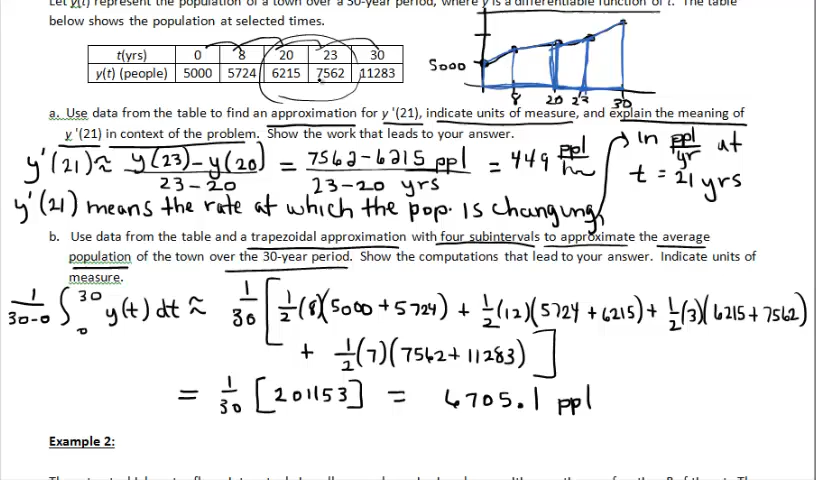 Let y(t) represent the population of a town over a 30-year period, where y is a differentiable function of t. The table
below shows the population at selected times.
t(yrs) 0 8 20 23 30
y(t) (people) 5000 5724 6215 7562 11283
5000
8 20 23 30
a. Use data from the table to find an approximation for y '(21), indicate units of measure, and explain the meaning of
y '(21) in context of the problem. Show the work that leads to your answer.
y'(21) ≈ y(23) - y(20) / 23 - 20 = 7562 - 6215 ppl / 23 - 20 yrs = 449 ppl/
in ppl/yr at
t = 21 yrs
y'(21) means the rate at which the pop. is changing
b. Use data from the table and a trapezoidal approximation with four subintervals to approximate the average
population of the town over the 30-year period. Show the computations that lead to your answer. Indicate units of
measure.
1/30-0 ∫₀³⁰ y(t) dt ≈ 1/30 [ 1/2 (8)(5000 + 5724) + 1/2 (12)(5724 + 6215) + 1/2 (3)(6215 + 7562)
+ 1/2 (7)(7562 + 11283) ]
= 1/30 [201153] = 6705.1 ppl
Example 2: